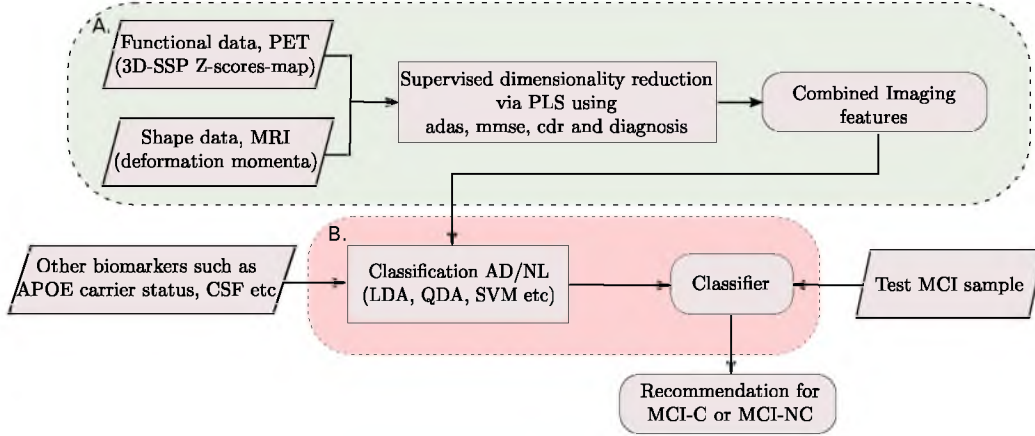 A.
Functional data, PET
(3D-SSP Z-scores-map)
Shape data, MRI
(deformation momenta)
Supervised dimensionality reduction
via PLS using
adas, mmse, cdr and diagnosis
Combined Imaging
features
B.
Other biomarkers such as
APOE carrier status, CSF etc
Classification AD/NL
(LDA, QDA, SVM etc)
Classifier
Test MCI sample
Recommendation for
MCI-C or MCI-NC